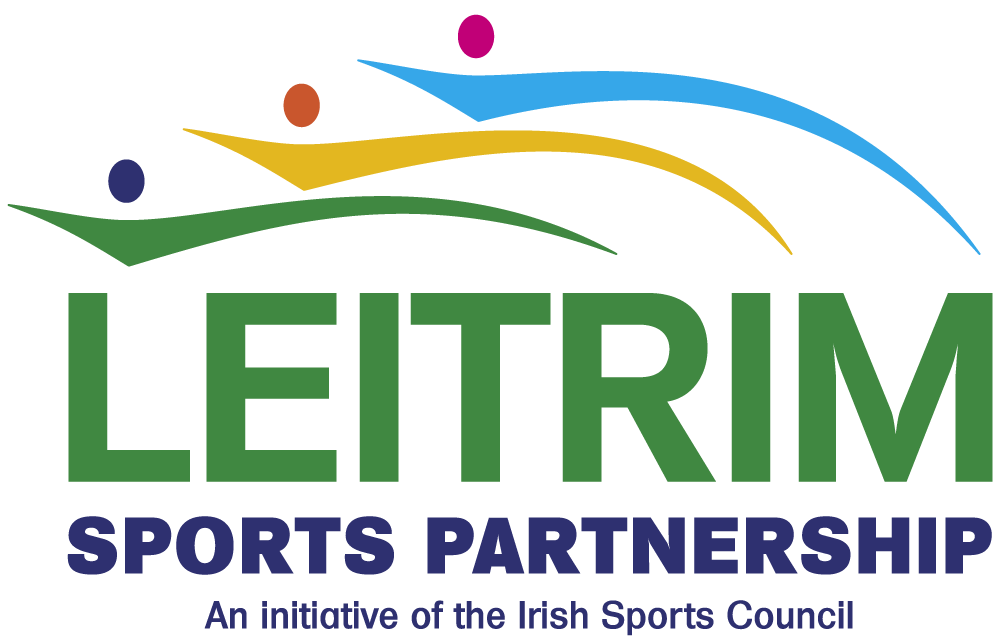 LEITRIM
SPORTS PARTNERSHIP
An initiative of the Irish Sports Council